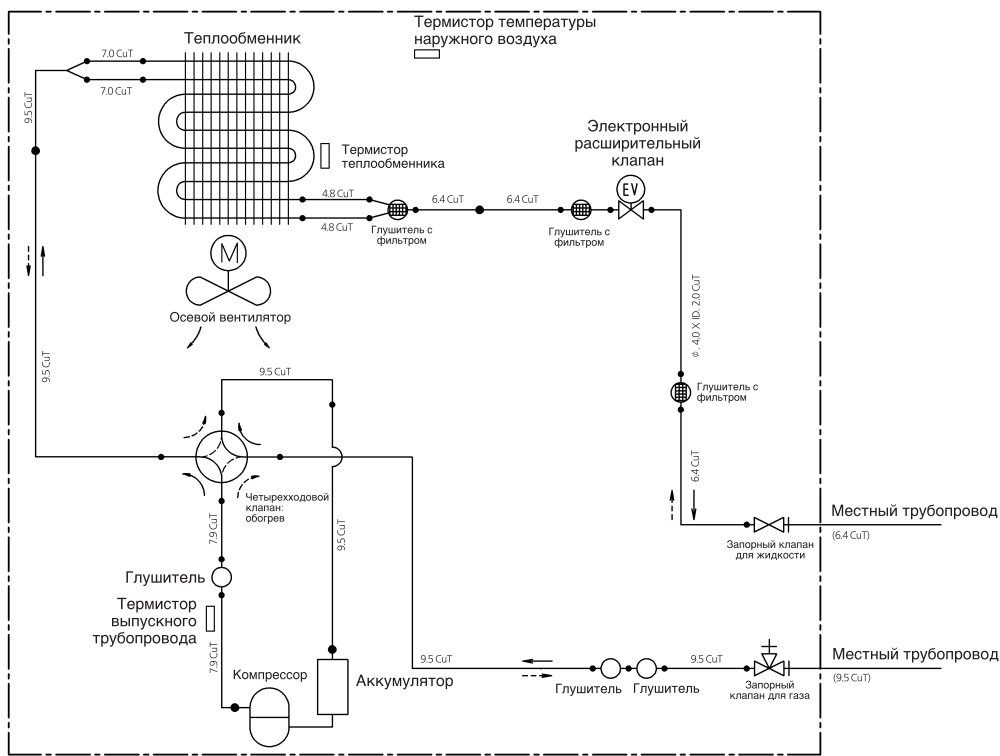 Термистор температуры
наружного воздуха
Теплообменник
7.0 CuT
7.0 CuT
9.5 CuT
Термистор
теплообменника
Электронный
расширительный
клапан
EV
4.8 CuT
4.8 CuT
6.4 CuT
6.4 CuT
Глушитель с
фильтром
Глушитель с
фильтром
M
Осевой вентилятор
ϕ. 4.0 X ID. 2.0 CuT
9.5 CuT
9.5 CuT
Глушитель с
фильтром
6.4 CuT
Четырехходовой
клапан:
обогрев
7.9 CuT
9.5 CuT
Местный трубопровод
(6.4 CuT)
Запорный клапан
для жидкости
Глушитель
Термистор
выпускного
трубопровода
7.9 CuT
Компрессор
Аккумулятор
9.5 CuT
9.5 CuT
Глушитель
Глушитель
Запорный
клапан для газа
Местный трубопровод
(9.5 CuT)